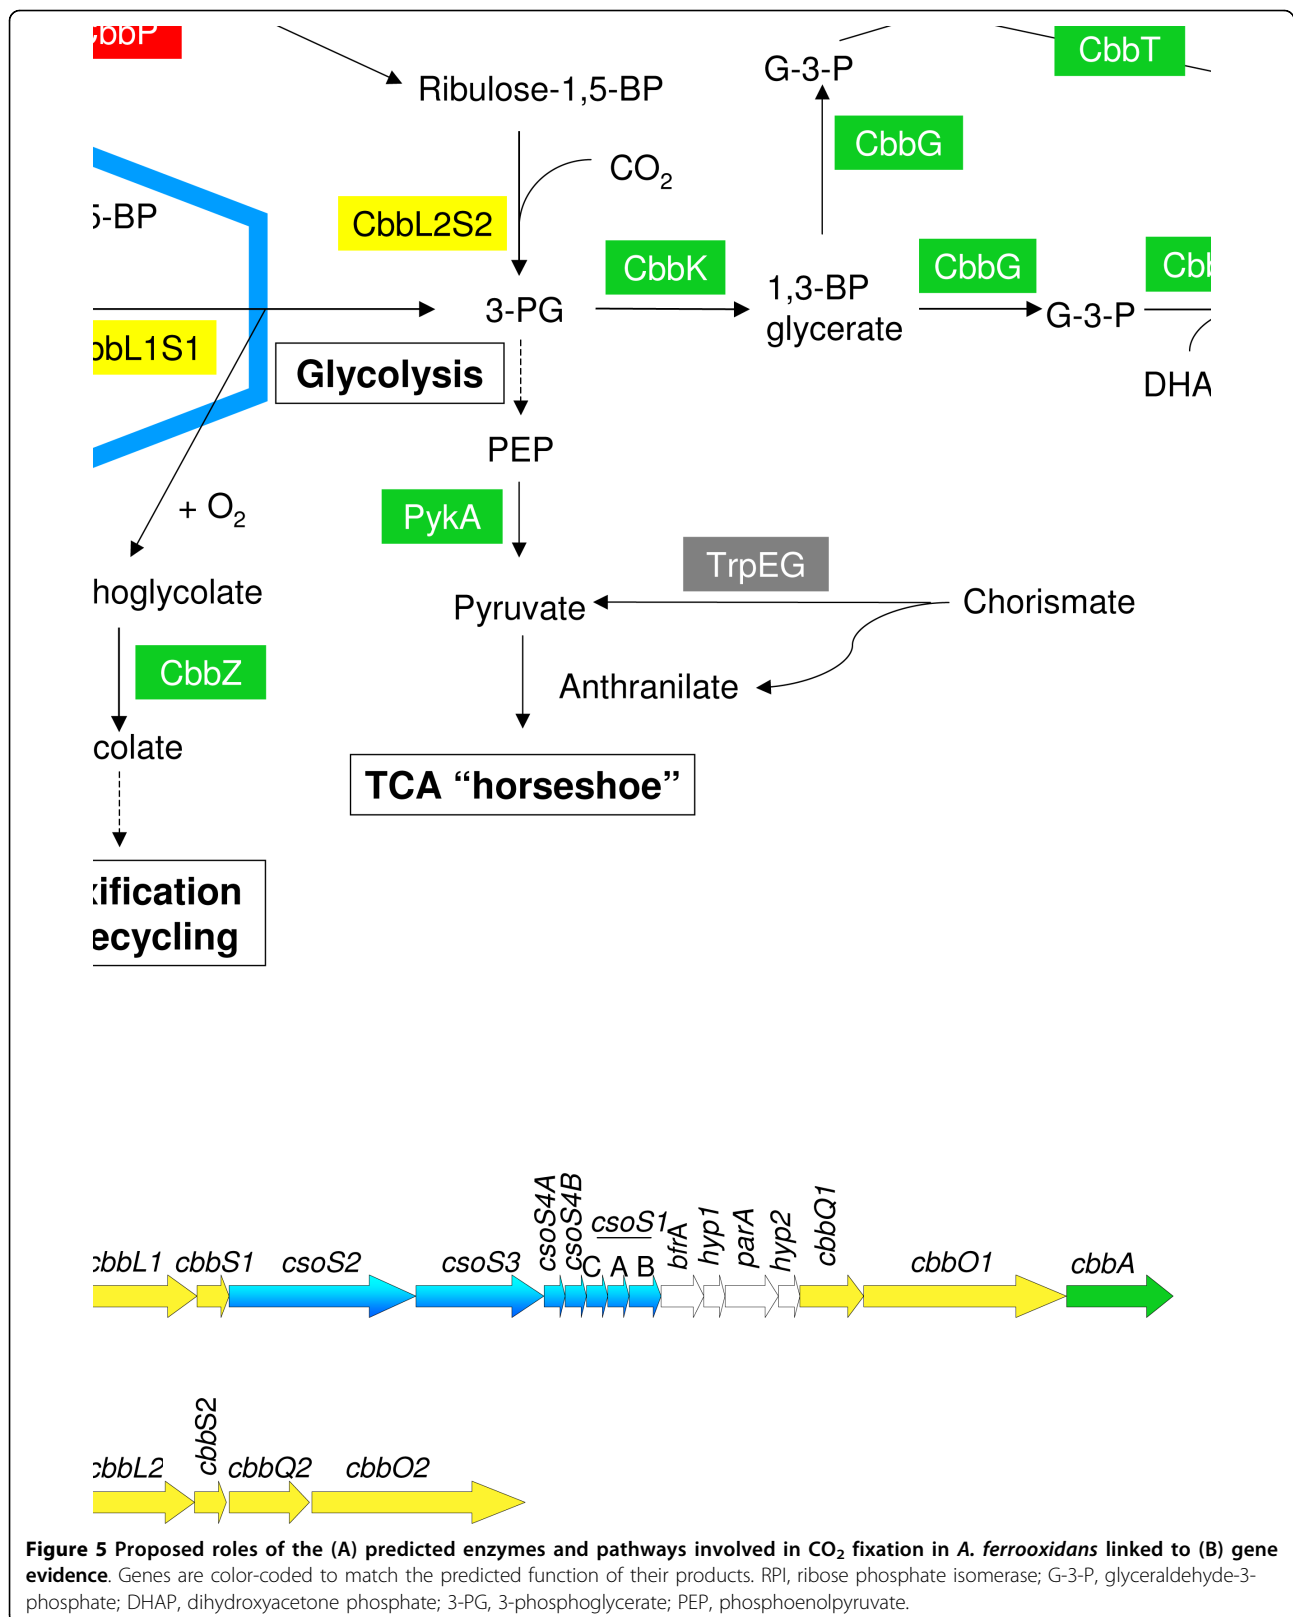 CbbP
CbbT
G-3-P
Ribulose-1,5-BP
CbbG
CO2
5-BP
CbbL2S2
CbbK
CbbG
Cbb
1,3-BP
glycerate
3-PG
G-3-P
bbL1S1
Glycolysis
DHA
PEP
+ O2
PykA
TrpEG
hoglycolate
Pyruvate
Chorismate
CbbZ
Anthranilate
colate
TCA “horseshoe”
xification
ecycling
csoS4A
csoS4B
csoS1
bfrA
hyp1
parA
hyp2
cbbQ1
cbbL1 cbbS1 csoS2 csoS3 C A B cbbO1 cbbA
cbbS2
cbbL2 cbbQ2 cbbO2
Figure 5 Proposed roles of the (A) predicted enzymes and pathways involved in CO2 fixation in A. ferrooxidans linked to (B) gene
evidence. Genes are color-coded to match the predicted function of their products. RPI, ribose phosphate isomerase; G-3-P, glyceraldehyde-3-
phosphate; DHAP, dihydroxyacetone phosphate; 3-PG, 3-phosphoglycerate; PEP, phosphoenolpyruvate.